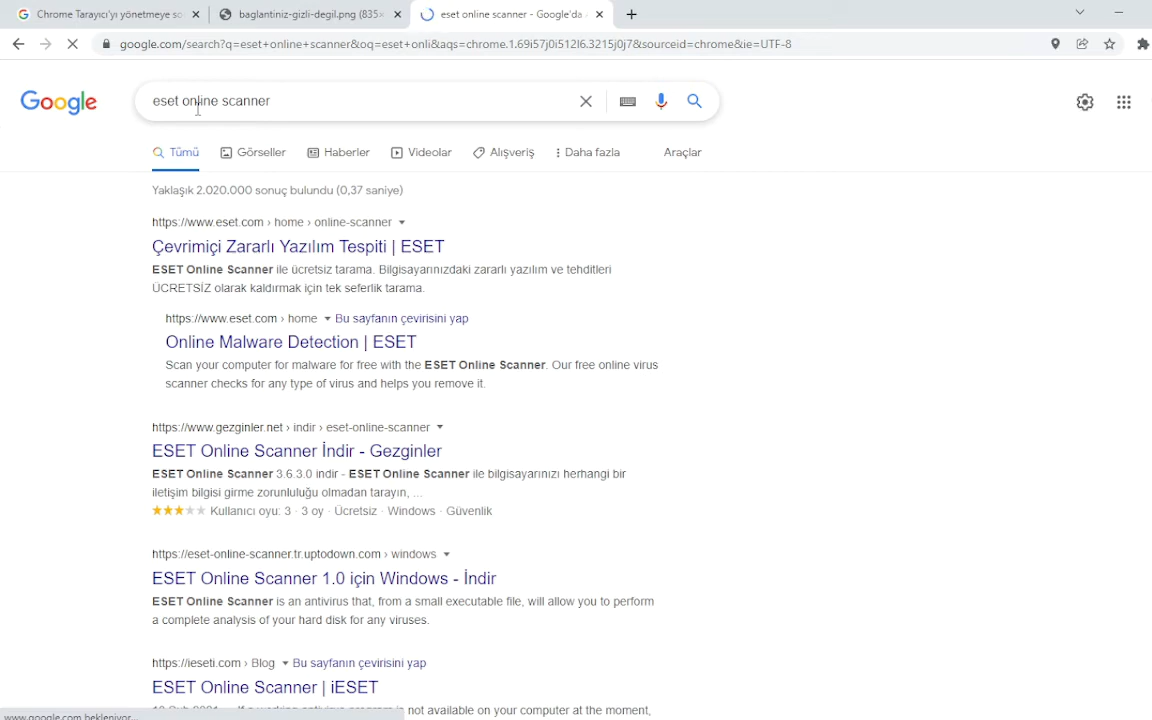 Chrome Tarayıcı'yı yönetmeye so
baglantiniz-gizli-degil.png (835×
eset online scanner - Google'da
google.com/search?q=eset+online+scanner&oq=eset+onli&aqs=chrome.1.69i57j0i512l6.3215j0j7&sourceid=chrome&ie=UTF-8
Google
eset online scanner
Tümü
Görseller
Haberler
Videolar
Alışveriş
Daha fazla
Araçlar
Yaklaşık 2.020.000 sonuç bulundu (0,37 saniye)
https://www.eset.com › home › online-scanner
Çevrimiçi Zararlı Yazılım Tespiti | ESET
ESET Online Scanner ile ücretsiz tarama. Bilgisayarınızdaki zararlı yazılım ve tehditleri
ÜCRETSİZ olarak kaldırmak için tek seferlik tarama.
https://www.eset.com › home Bu sayfanın çevirisini yap
Online Malware Detection | ESET
Scan your computer for malware for free with the ESET Online Scanner. Our free online virus
scanner checks for any type of virus and helps you remove it.
https://www.gezginler.net › indir › eset-online-scanner
ESET Online Scanner İndir - Gezginler
ESET Online Scanner 3.6.3.0 indir - ESET Online Scanner ile bilgisayarınızı herhangi bir
iletişim bilgisi girme zorunluluğu olmadan tarayın, ...
Kullanıcı oyu: 3 · 3 oy · Ücretsiz · Windows · Güvenlik
https://eset-online-scanner.tr.uptodown.com › windows
ESET Online Scanner 1.0 için Windows - İndir
ESET Online Scanner is an antivirus that, from a small executable file, will allow you to perform
a complete analysis of your hard disk for any viruses.
https://ieseti.com › Blog Bu sayfanın çevirisini yap
ESET Online Scanner | iESET
not available on your computer at the moment,
www.google.com bekleniyor...